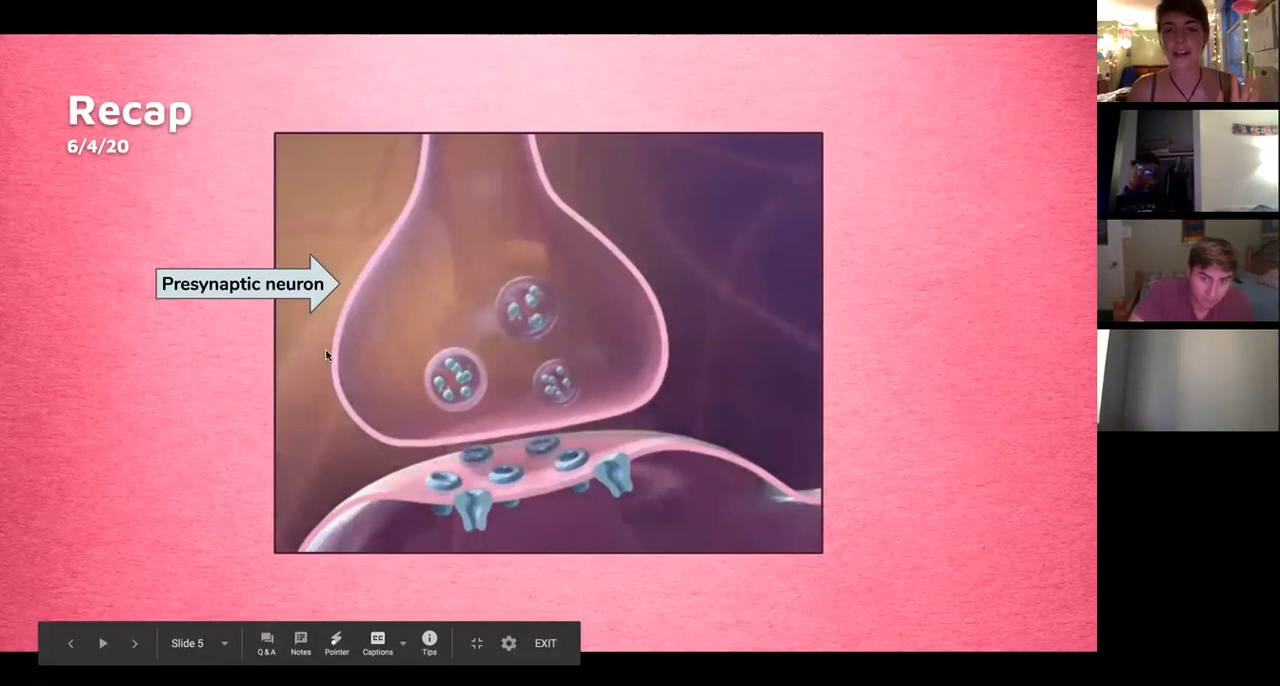 Recap
6/4/20
Presynaptic neuron
Slide 5
Q & A
Notes
Pointer
CC
Captions
Tips
EXIT